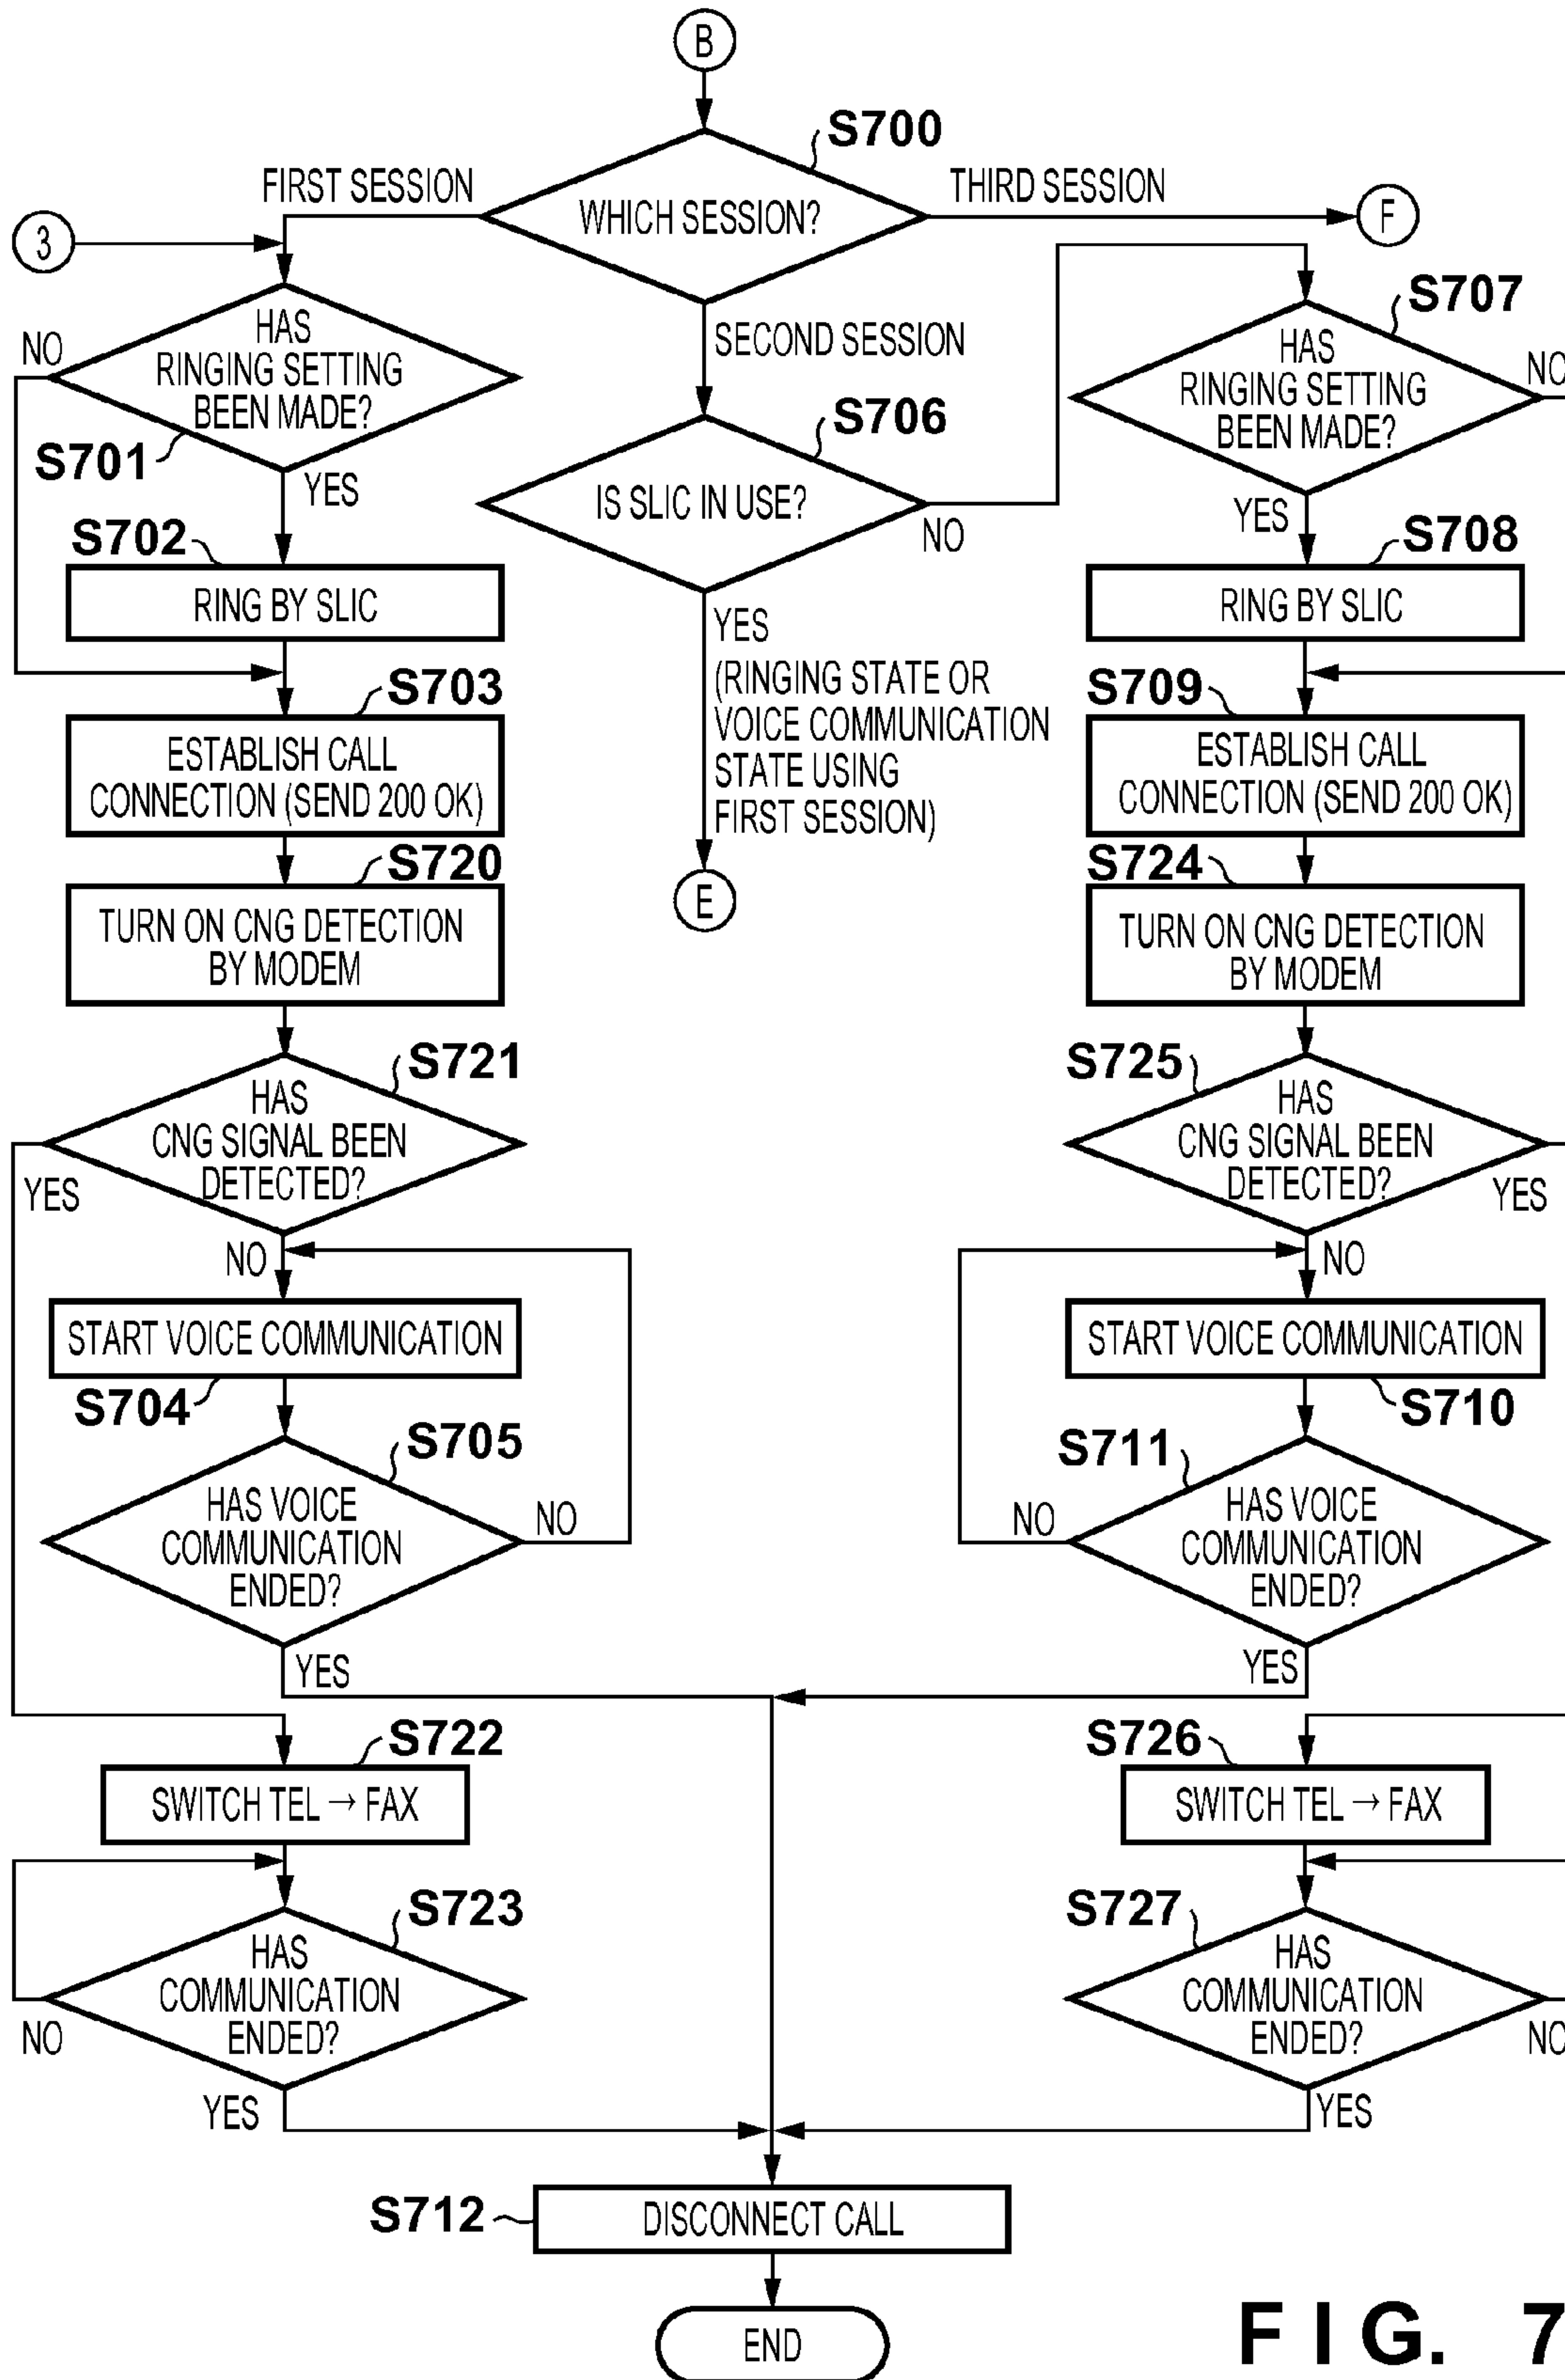 B
S700
FIRST SESSION
THIRD SESSION
WHICH SESSION?
3
F
HAS
RINGING SETTING
BEEN MADE?
NO
S701
YES
SECOND SESSION
S707
HAS
RINGING SETTING
BEEN MADE?
NO
YES
S706
IS SLIC IN USE?
NO
YES
(RINGING STATE OR
VOICE COMMUNICATION
STATE USING
FIRST SESSION)
E
S702
RING BY SLIC
S708
RING BY SLIC
S703
ESTABLISH CALL
CONNECTION (SEND 200 OK)
S709
ESTABLISH CALL
CONNECTION (SEND 200 OK)
S720
TURN ON CNG DETECTION
BY MODEM
S724
TURN ON CNG DETECTION
BY MODEM
S721
HAS
CNG SIGNAL BEEN
DETECTED?
YES
NO
S725
HAS
CNG SIGNAL BEEN
DETECTED?
YES
NO
START VOICE COMMUNICATION
S704
START VOICE COMMUNICATION
S710
S705
HAS VOICE
COMMUNICATION
ENDED?
NO
YES
S711
HAS VOICE
COMMUNICATION
ENDED?
NO
YES
S722
SWITCH TEL → FAX
S726
SWITCH TEL → FAX
S723
HAS
COMMUNICATION
ENDED?
NO
YES
S727
HAS
COMMUNICATION
ENDED?
NO
YES
S712
DISCONNECT CALL
END
FIG. 7